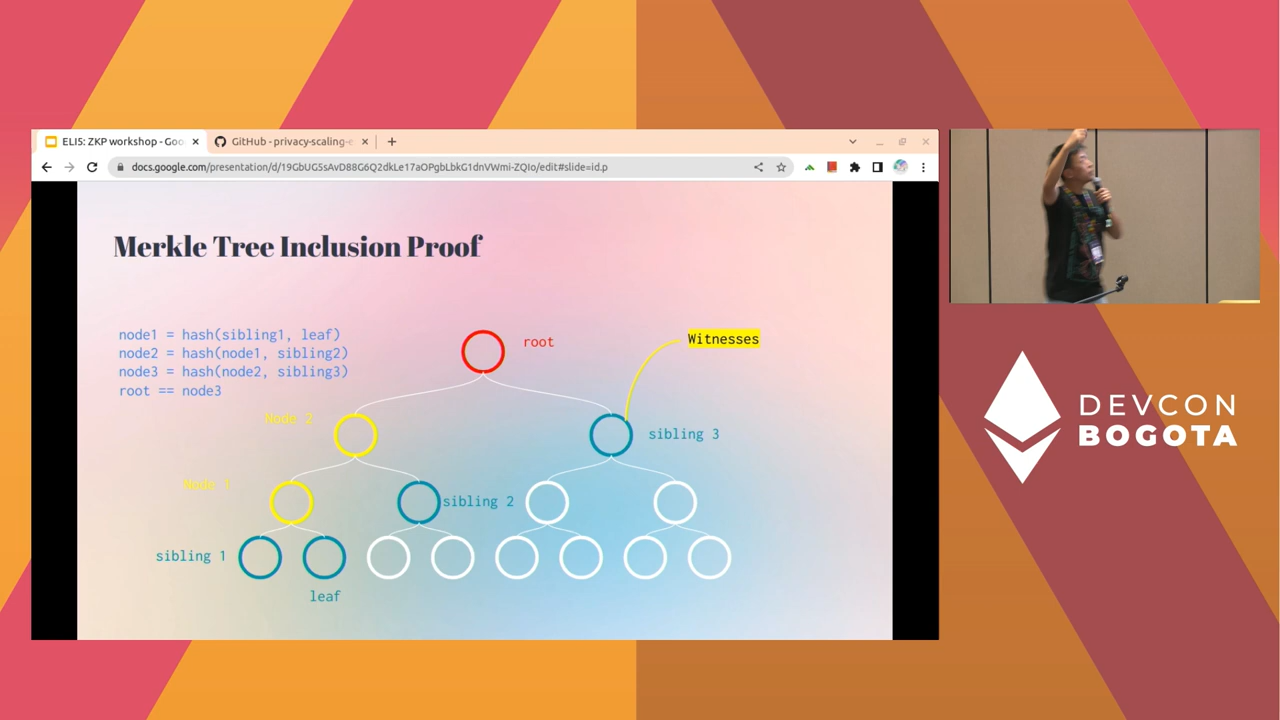 ELI5: ZKP workshop - Goo
GitHub - privacy-scaling-e
docs.google.com/presentation/d/19GbUG5sAvD88G6Q2dkLe17aOPgbLbkG1dnVWmi-ZQIo/edit#slide=id.p
Merkle Tree Inclusion Proof
node1 = hash(sibling1, leaf)
node2 = hash(node1, sibling2)
node3 = hash(node2, sibling3)
root == node3
root
Witnesses
Node 2
sibling 3
Node 1
sibling 2
sibling 1
leaf
DEVCON
BOGOTA